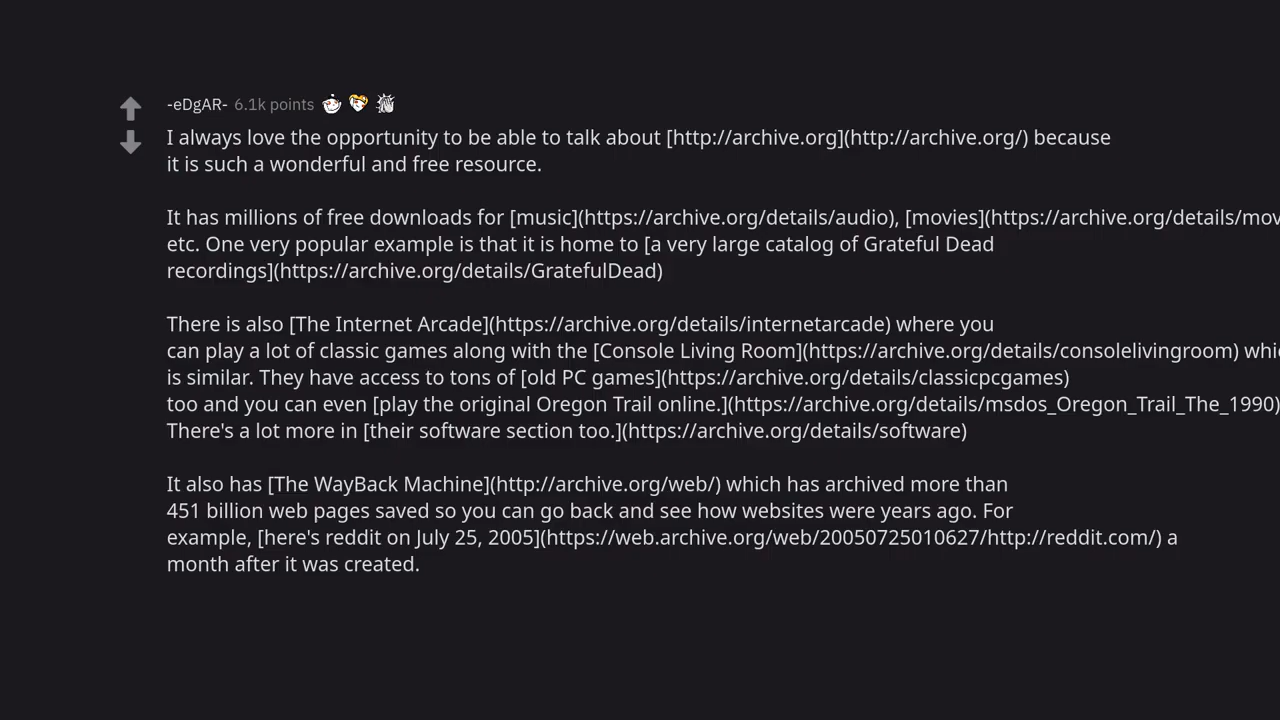 -eDgAR- 6.1k points
I always love the opportunity to be able to talk about [http://archive.org](http://archive.org/) because
it is such a wonderful and free resource.
It has millions of free downloads for [music](https://archive.org/details/audio), [movies](https://archive.org/details/mov
etc. One very popular example is that it is home to [a very large catalog of Grateful Dead
recordings](https://archive.org/details/GratefulDead)
There is also [The Internet Arcade](https://archive.org/details/internetarcade) where you
can play a lot of classic games along with the [Console Living Room](https://archive.org/details/consolelivingroom) whic
is similar. They have access to tons of [old PC games](https://archive.org/details/classicpcgames)
too and you can even [play the original Oregon Trail online.](https://archive.org/details/msdos_Oregon_Trail_The_1990)
There's a lot more in [their software section too.](https://archive.org/details/software)
It also has [The WayBack Machine](http://archive.org/web/) which has archived more than
451 billion web pages saved so you can go back and see how websites were years ago. For
example, [here's reddit on July 25, 2005](https://web.archive.org/web/20050725010627/http://reddit.com/) a
month after it was created.